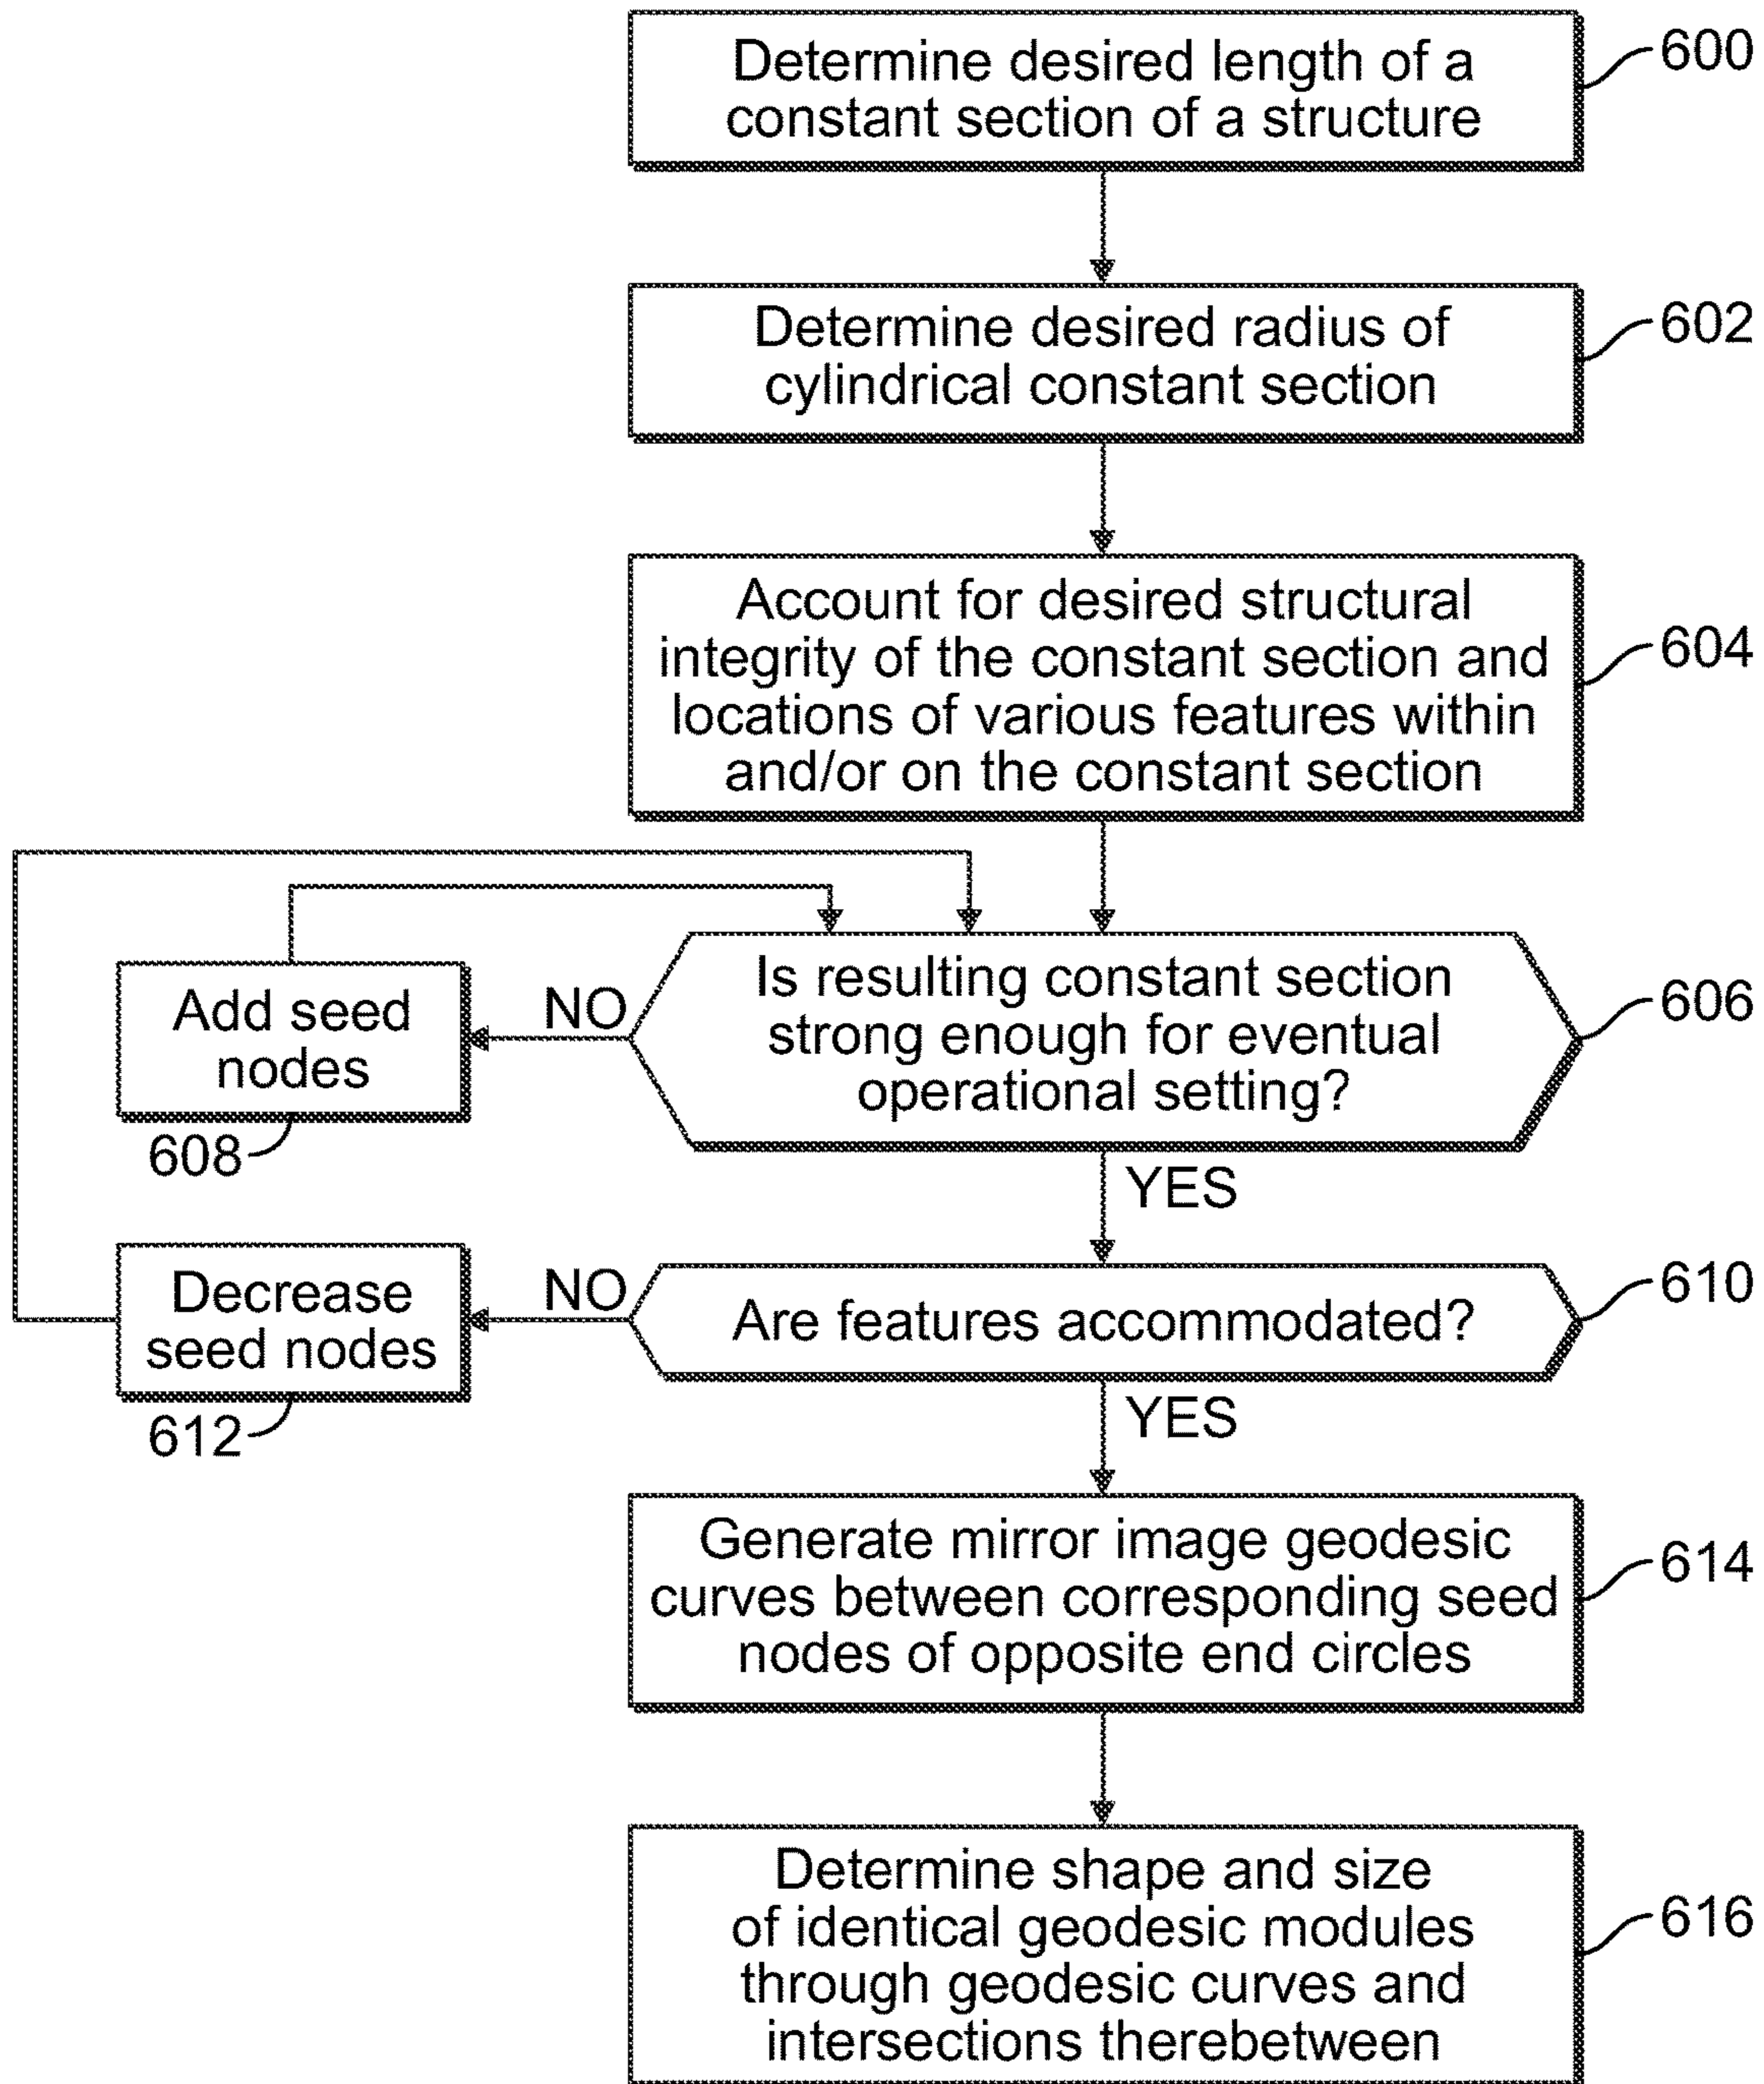 Determine desired length of a
constant section of a structure
600
Determine desired radius of
cylindrical constant section
602
Account for desired structural
integrity of the constant section and
locations of various features within
and/or on the constant section
604
Is resulting constant section
strong enough for eventual
operational setting?
606
NO
Add seed
nodes
608
YES
Are features accommodated?
610
NO
Decrease
seed nodes
612
YES
Generate mirror image geodesic
curves between corresponding seed
nodes of opposite end circles
614
Determine shape and size
of identical geodesic modules
through geodesic curves and
intersections therebetween
616